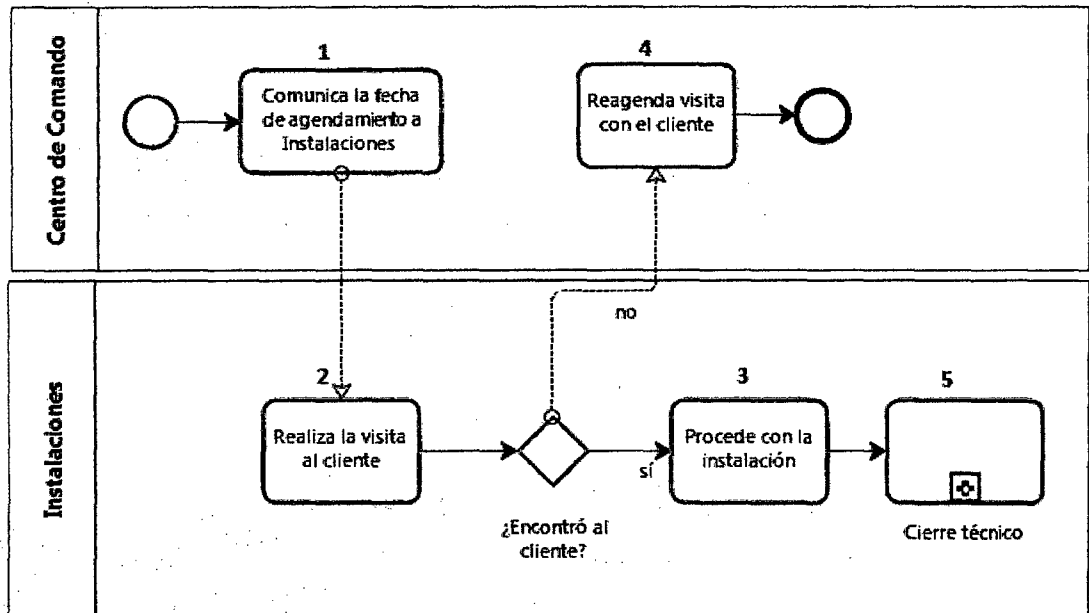 Centro de Comando
1
Comunica la fecha
de agendamiento a
Instalaciones
4
Reagenda visita
con el cliente
Instalaciones
no
2
Realiza la visita
al cliente
¿Encontró al
cliente?
sí
3
Procede con la
instalación
5
Cierre técnico